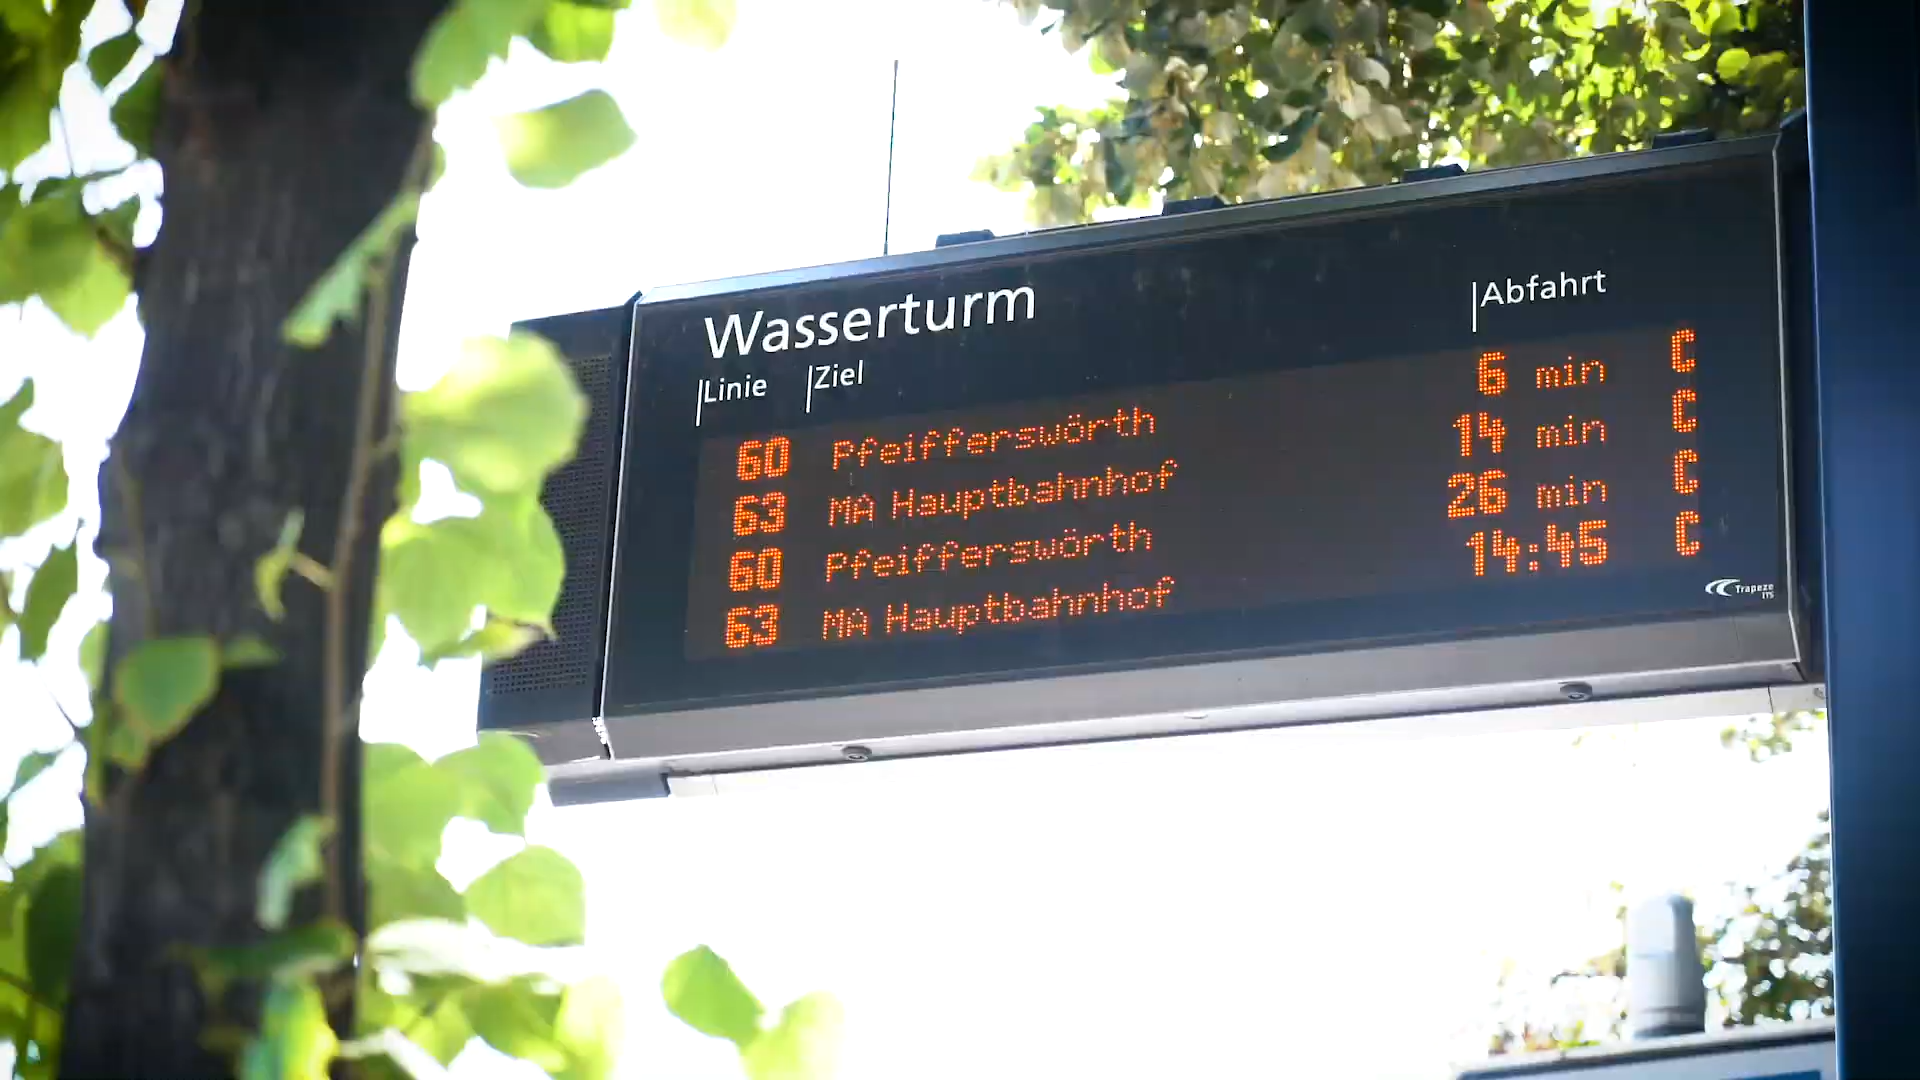 Wasserturm
Linie Ziel Abfahrt
60 Pfeifferswörth 6 min C
63 MA Hauptbahnhof 14 min C
60 Pfeifferswörth 26 min C
63 MA Hauptbahnhof 14:45 C
Trapeze
ITS